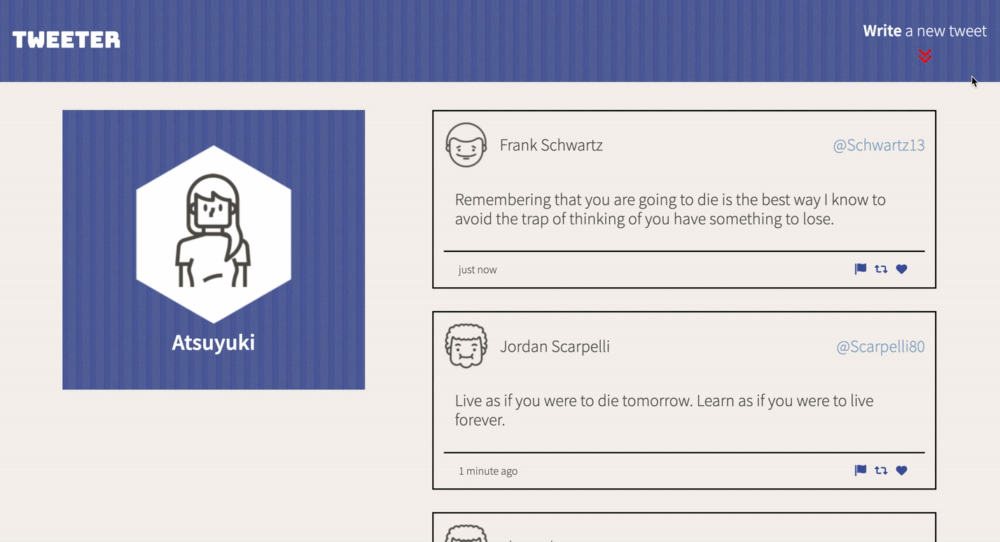 TWEETER
Write a new tweet
Atsuyuki
Frank Schwartz
@Schwartz13
Remembering that you are going to die is the best way I know to
avoid the trap of thinking of you have something to lose.
just now
Jordan Scarpelli
@Scarpelli80
Live as if you were to die tomorrow. Learn as if you were to live
forever.
1 minute ago